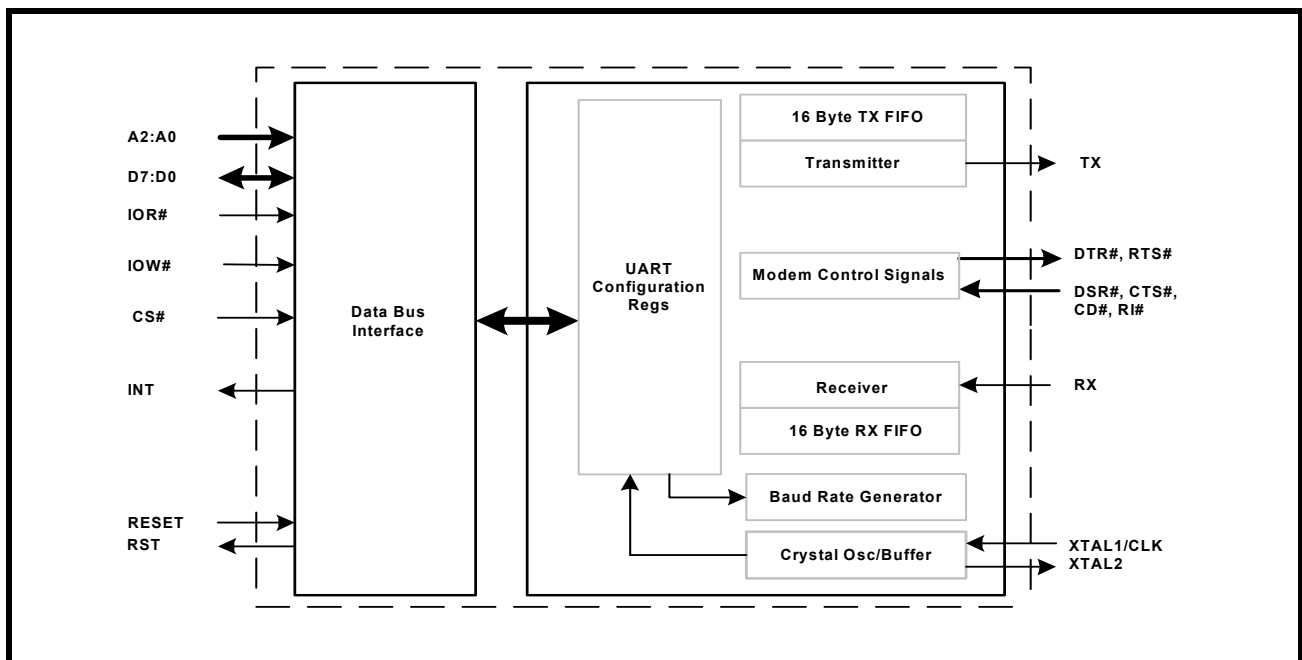 A2:A0
D7:D0
IOR#
IOW#
CS#
INT
RESET
RST
Data Bus
Interface
UART
Configuration
Regs
16 Byte TX FIFO
Transmitter
Modem Control Signals
Receiver
16 Byte RX FIFO
Baud Rate Generator
Crystal Osc/Buffer
TX
DTR#, RTS#
DSR#, CTS#,
CD#, RI#
RX
XTAL1/CLK
XTAL2